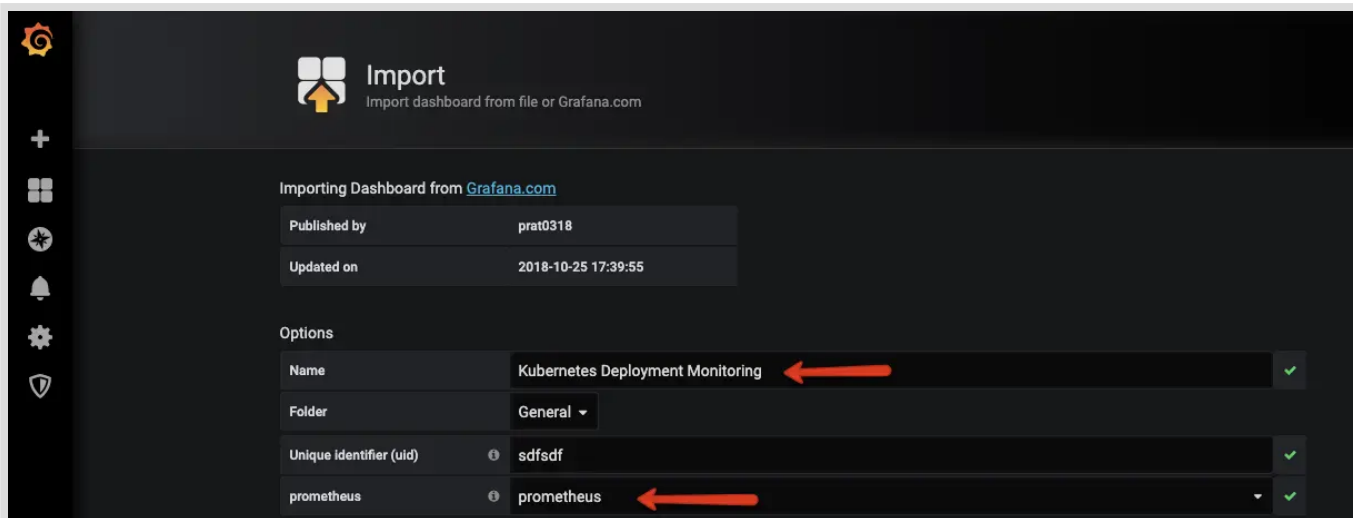 Import
Import dashboard from file or Grafana.com
Importing Dashboard from Grafana.com
Published by prat0318
Updated on 2018-10-25 17:39:55
Options
Name Kubernetes Deployment Monitoring
Folder General
Unique identifier (uid) sdfsdf
prometheus prometheus